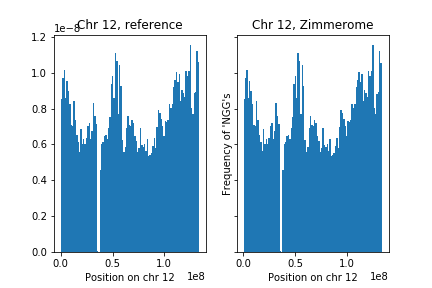 Chr 12, reference
1e−8
1.2
1.0
0.8
0.6
0.4
0.2
0.0
0.0 0.5 1.0
1e8
Position on chr 12
Chr 12, Zimmerome
Frequency of 'NGG's
0.0 0.5 1.0
1e8
Position on chr 12